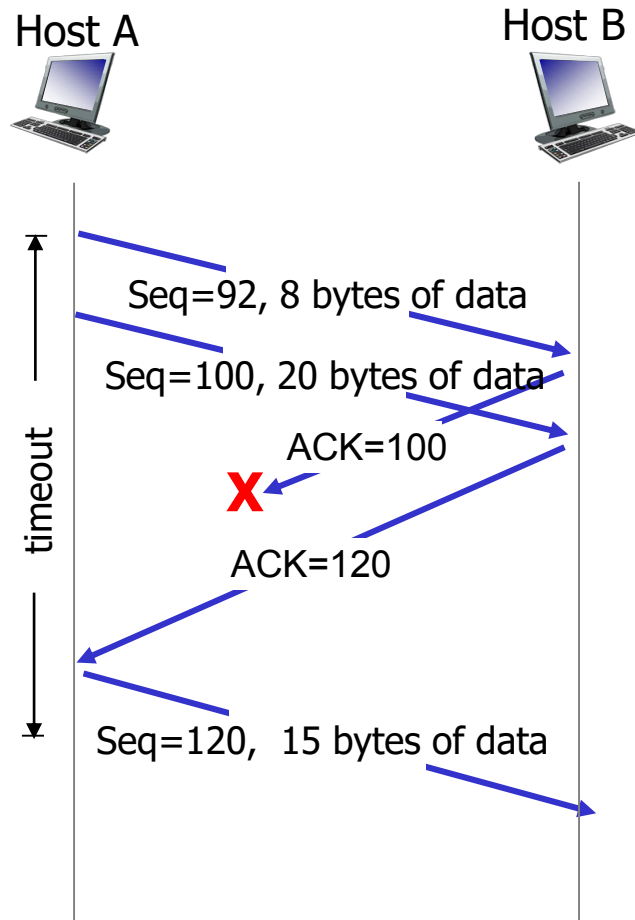 Host A
Host B
Seq=92, 8 bytes of data
Seq=100, 20 bytes of data
ACK=100
X
timeout
ACK=120
Seq=120, 15 bytes of data